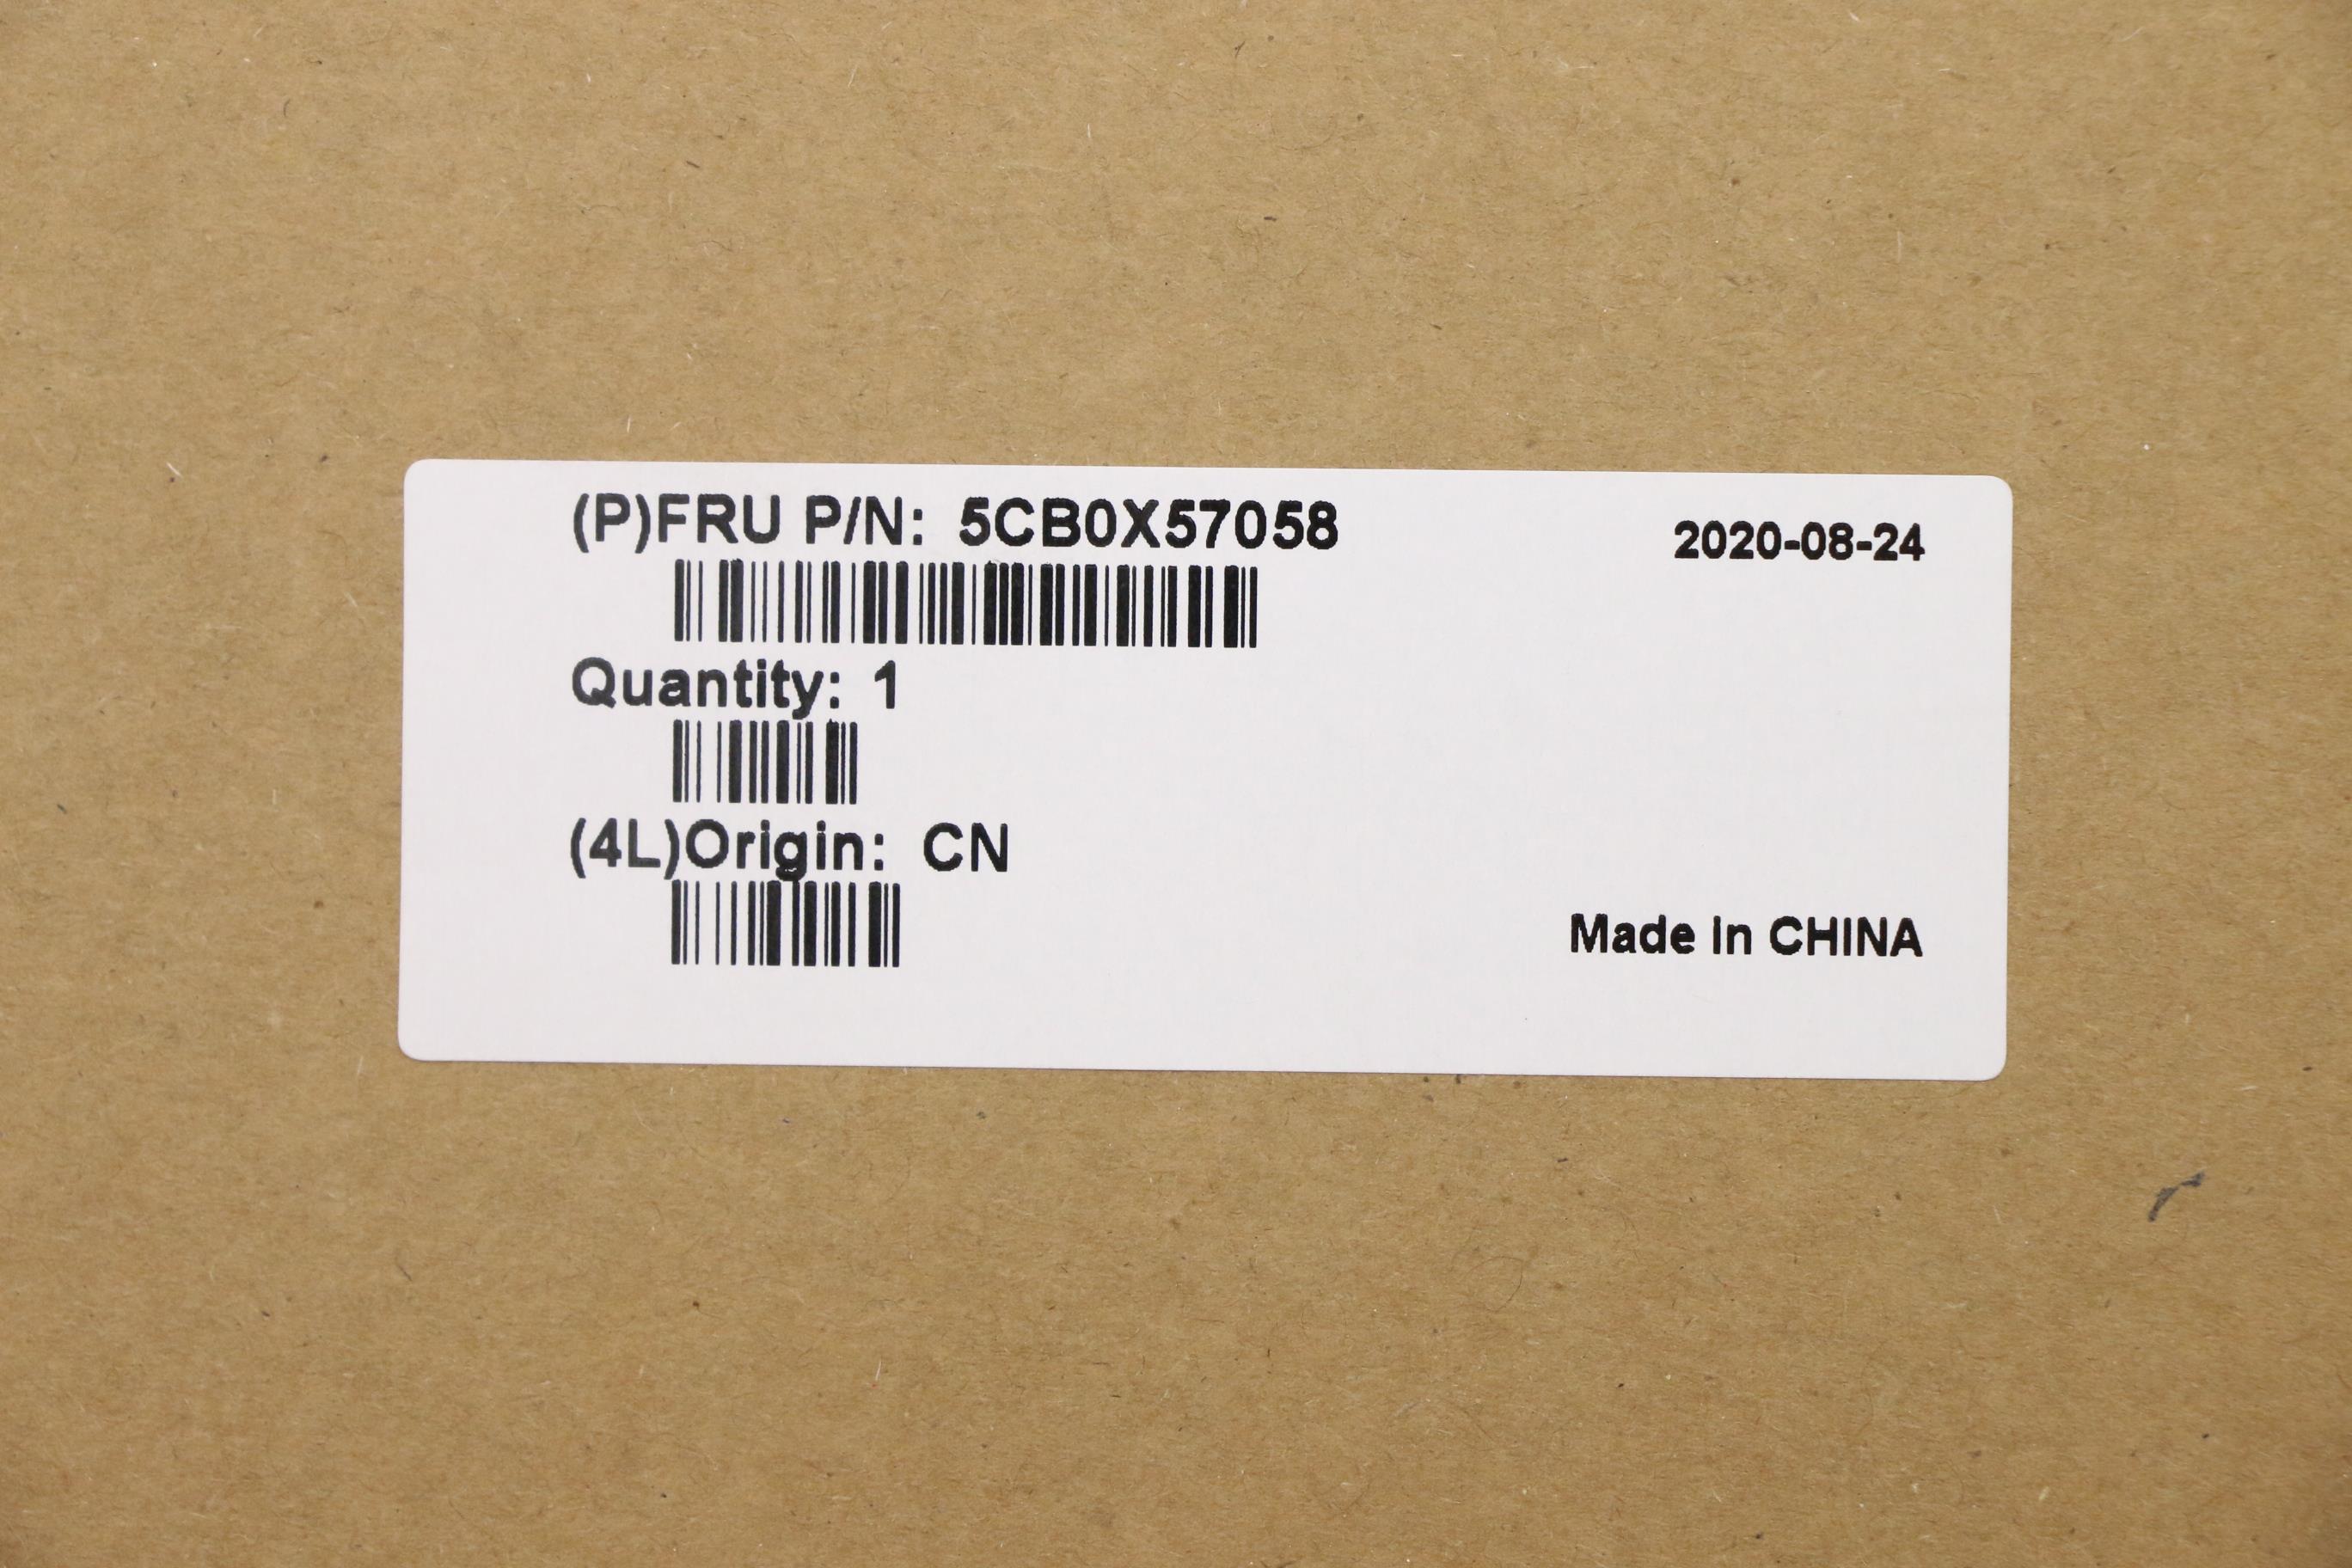 (P)FRU P/N: 5CB0X57058
2020-08-24
Quantity: 1
(4L)Origin: CN
Made In CHINA